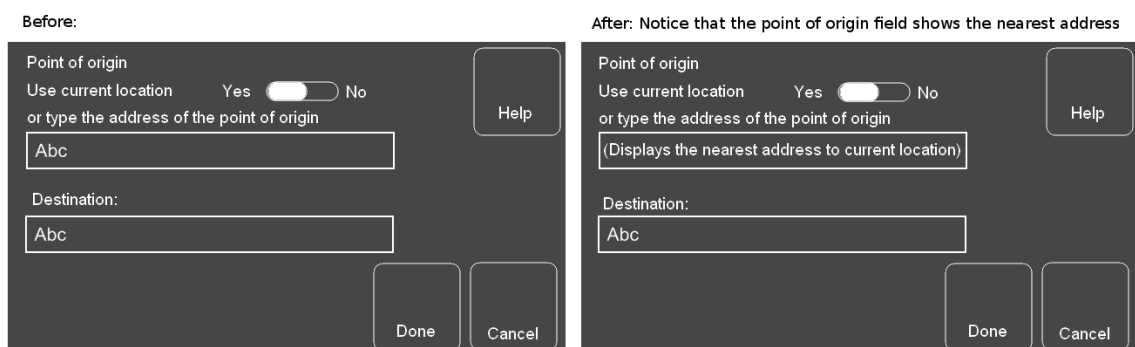 Before:
Point of origin
Use current location Yes No
or type the address of the point of origin
Abc
Destination:
Abc
Help
Done
Cancel
After: Notice that the point of origin field shows the nearest address
Point of origin
Use current location Yes No
or type the address of the point of origin
(Displays the nearest address to current location)
Destination:
Abc
Help
Done
Cancel